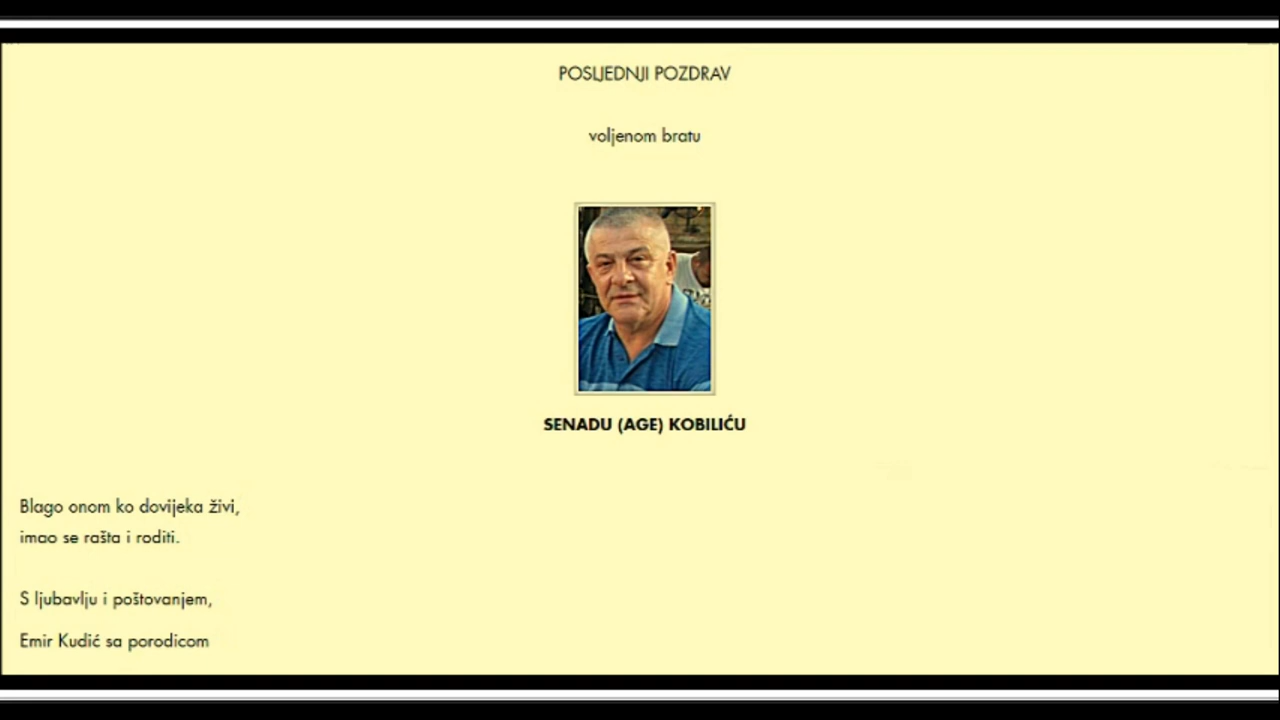 POSLJEDNJI POZDRAV
voljenom bratu
SENADU (AGE) KOBILIĆU
Blago onom ko dovijeka živi,
imao se rašta i roditi.
S ljubavlju i poštovanjem,
Emir Kudić sa porodicom